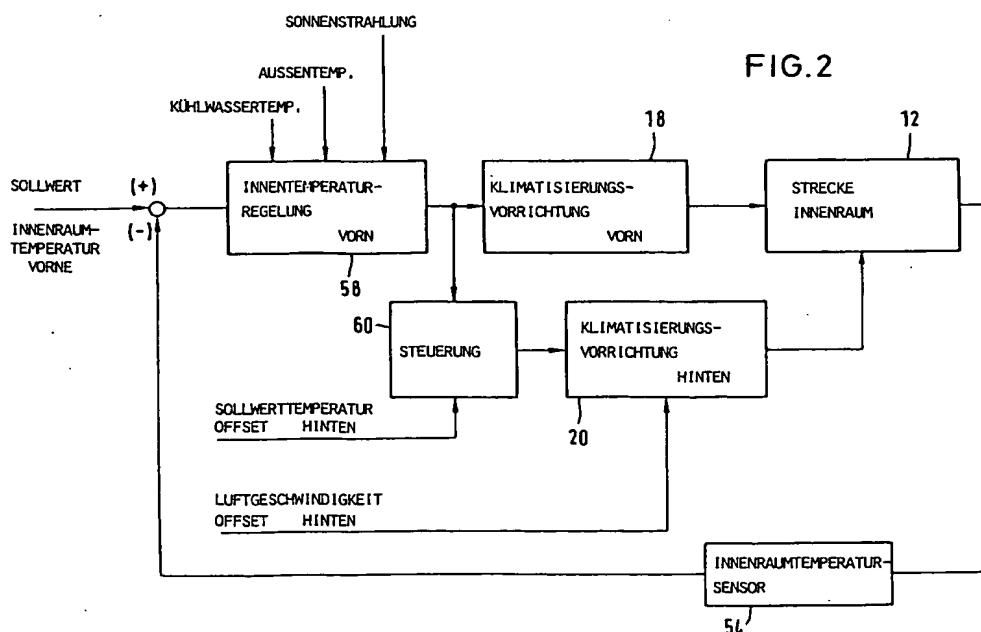 SONNENSTRAHLUNG
FIG.2
AUSSENTEMP.
KÜHLWASSERTEMP.
18
12
SOLLWERT
(+)
INNENTEMPERATUR-
REGELUNG
VORN
KLIMATISIERUNGS-
VORRICHTUNG
VORN
STRECKE
INNENRAUM
INNENRAUM-
TEMPERATUR
VORNE
(-)
58
60
STEUERUNG
KLIMATISIERUNGS-
VORRICHTUNG
HINTEN
20
SOLLWERTTEMPERATUR
OFFSET HINTEN
LUFTGESCHWINDIGKEIT
OFFSET HINTEN
INNENRAUMTEMPERATUR-
SENSOR
54